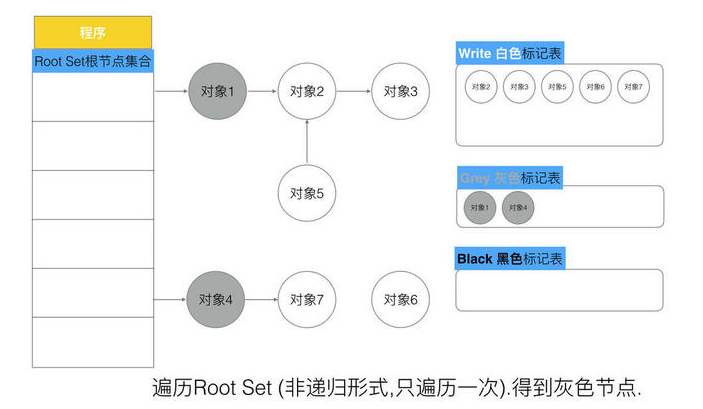 程序
Root Set根节点集合
对象1
对象2
对象3
对象5
对象4
对象7
对象6
Write 白色标记表
对象2 对象3 对象5 对象6 对象7
Grey 灰色标记表
对象1 对象4
Black 黑色标记表
遍历Root Set (非递归形式,只遍历一次).得到灰色节点.